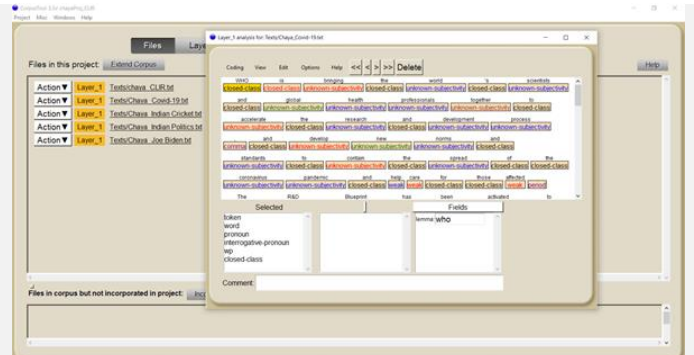 CorpusTool 3.3x: chayaProj_CLIR
Project Misc Windows Help
Files Laye
Files in this project: Extend Corpus Help
Action▼ Layer_1 Texts/chava_CLIR.txt
Action▼ Layer_1 Texts/Chaya_Covid-19.txt
Action▼ Layer_1 Texts/Chaya_Indian Cricket.txt
Action▼ Layer_1 Texts/Chaya_Indian Politics.txt
Action▼ Layer_1 Texts/Chaya_Joe Biden.txt
Files in corpus but not incorporated in project: Inco
Layer_1 analysis for: Texts/Chaya_Covid-19.txt
Coding View Edit Options Help << < > >> Delete
WHO is bringing the world 's scientists
closed-class closed-class unknown-subjectivity closed-class unknown-subjectivity closed-class unknown-subjectivity
and global health professionals together to
closed-class unknown-subjectivity unknown-subjectivity unknown-subjectivity unknown-subjectivity closed-class
accelerate the research and development process
unknown-subjectivity closed-class unknown-subjectivity closed-class unknown-subjectivity unknown-subjectivity
, and develop new norms and
comma closed-class unknown-subjectivity unknown-subjectivity unknown-subjectivity closed-class
standards to contain the spread of the
unknown-subjectivity closed-class unknown-subjectivity closed-class unknown-subjectivity closed-class closed-class
coronavirus pandemic and help care for those affected
unknown-subjectivity unknown-subjectivity closed-class weak weak closed-class closed-class weak period
The R&D Blueprint has been activated to
Selected Fields
token
word
pronoun
interrogative-pronoun
wp
closed-class
lemma: who
Comment: